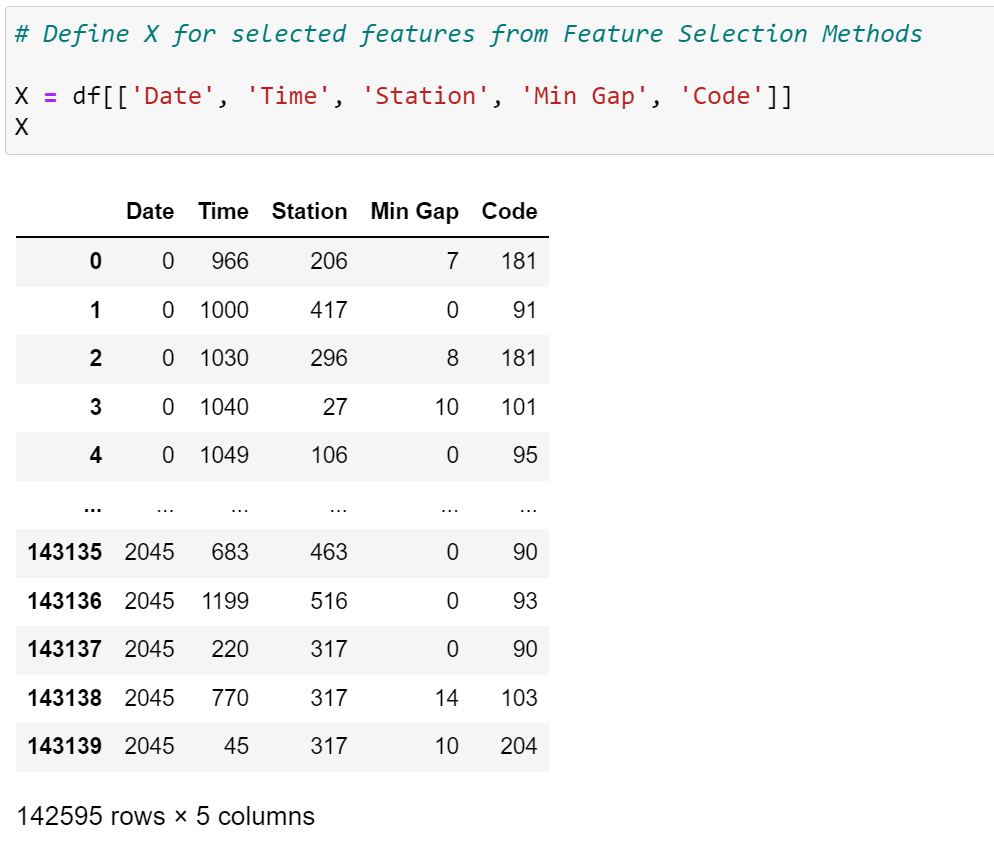 # Define X for selected features from Feature Selection Methods
X = df[['Date', 'Time', 'Station', 'Min Gap', 'Code']]
X
Date Time Station Min Gap Code
0 0 966 206 7 181
1 0 1000 417 0 91
2 0 1030 296 8 181
3 0 1040 27 10 101
4 0 1049 106 0 95
... ... ... ... ... ...
143135 2045 683 463 0 90
143136 2045 1199 516 0 93
143137 2045 220 317 0 90
143138 2045 770 317 14 103
143139 2045 45 317 10 204
142595 rows × 5 columns